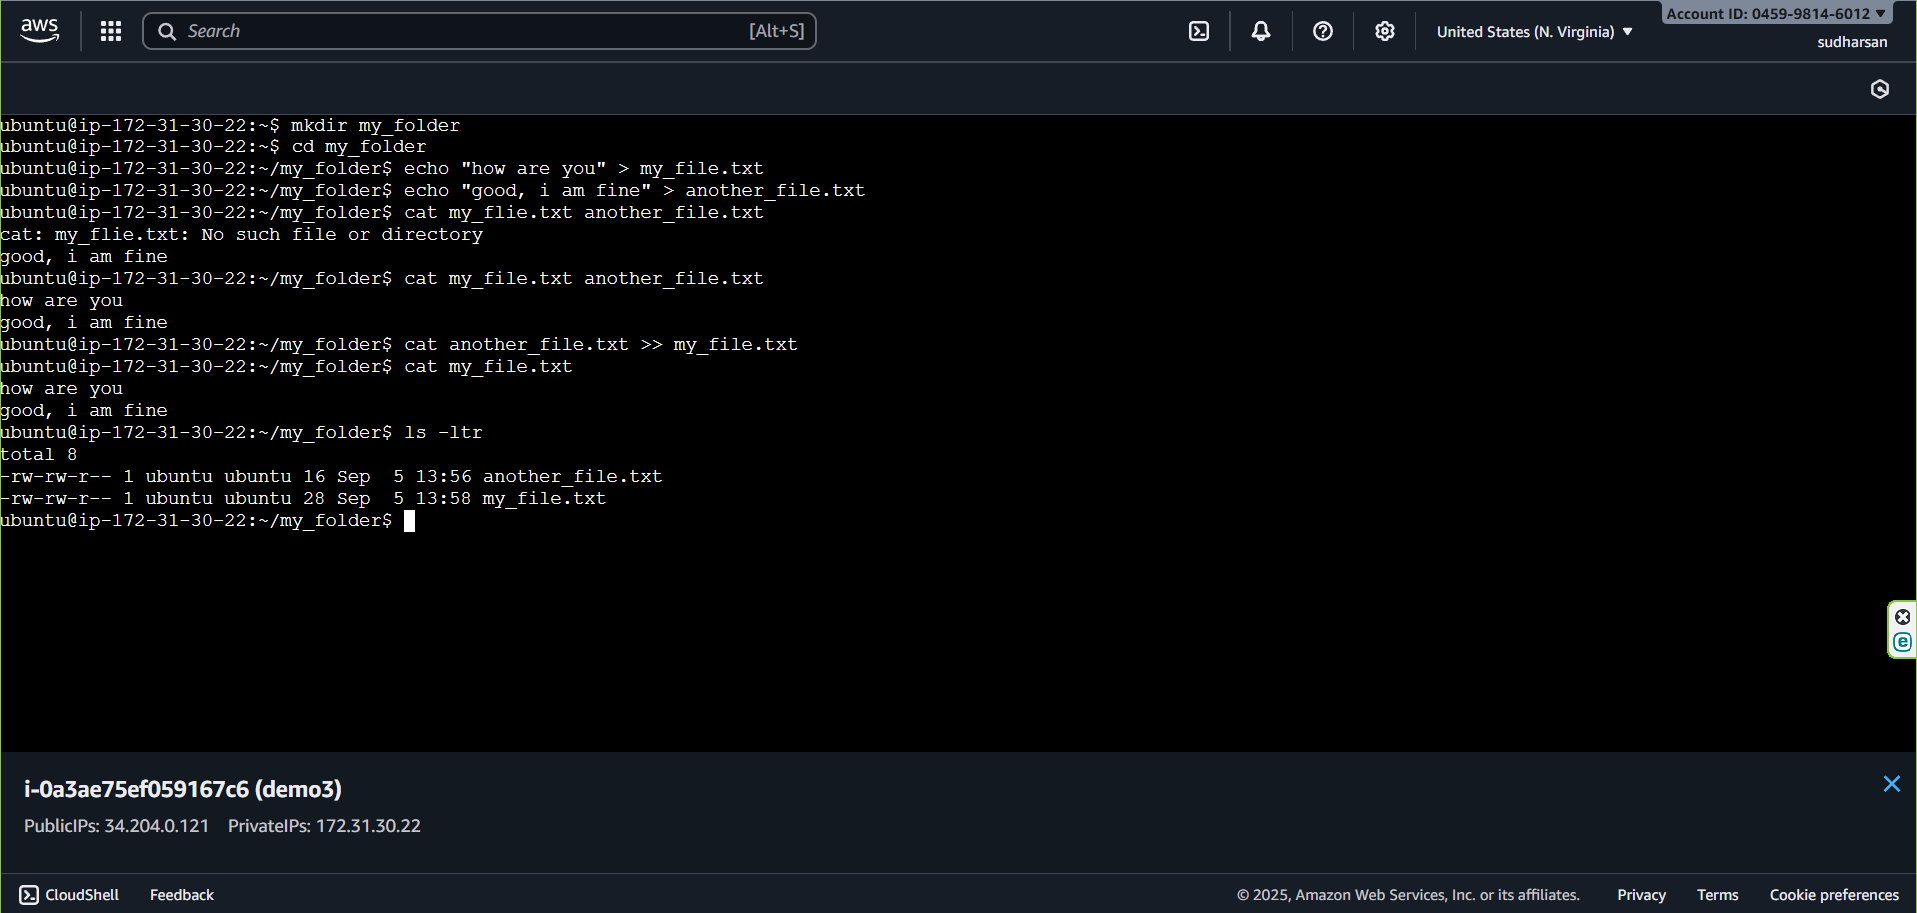 aws
Search [Alt+S]
United States (N. Virginia)
Account ID: 0459-9814-6012
sudharsan
ubuntu@ip-172-31-30-22:~$ mkdir my_folder
ubuntu@ip-172-31-30-22:~$ cd my_folder
ubuntu@ip-172-31-30-22:~/my_folder$ echo "how are you" > my_file.txt
ubuntu@ip-172-31-30-22:~/my_folder$ echo "good, i am fine" > another_file.txt
ubuntu@ip-172-31-30-22:~/my_folder$ cat my_flie.txt another_file.txt
cat: my_flie.txt: No such file or directory
good, i am fine
ubuntu@ip-172-31-30-22:~/my_folder$ cat my_file.txt another_file.txt
how are you
good, i am fine
ubuntu@ip-172-31-30-22:~/my_folder$ cat another_file.txt >> my_file.txt
ubuntu@ip-172-31-30-22:~/my_folder$ cat my_file.txt
how are you
good, i am fine
ubuntu@ip-172-31-30-22:~/my_folder$ ls -ltr
total 8
-rw-rw-r-- 1 ubuntu ubuntu 16 Sep  5 13:56 another_file.txt
-rw-rw-r-- 1 ubuntu ubuntu 28 Sep  5 13:58 my_file.txt
ubuntu@ip-172-31-30-22:~/my_folder$
i-0a3ae75ef059167c6 (demo3)
PublicIPs: 34.204.0.121 PrivateIPs: 172.31.30.22
CloudShell Feedback © 2025, Amazon Web Services, Inc. or its affiliates. Privacy Terms Cookie preferences